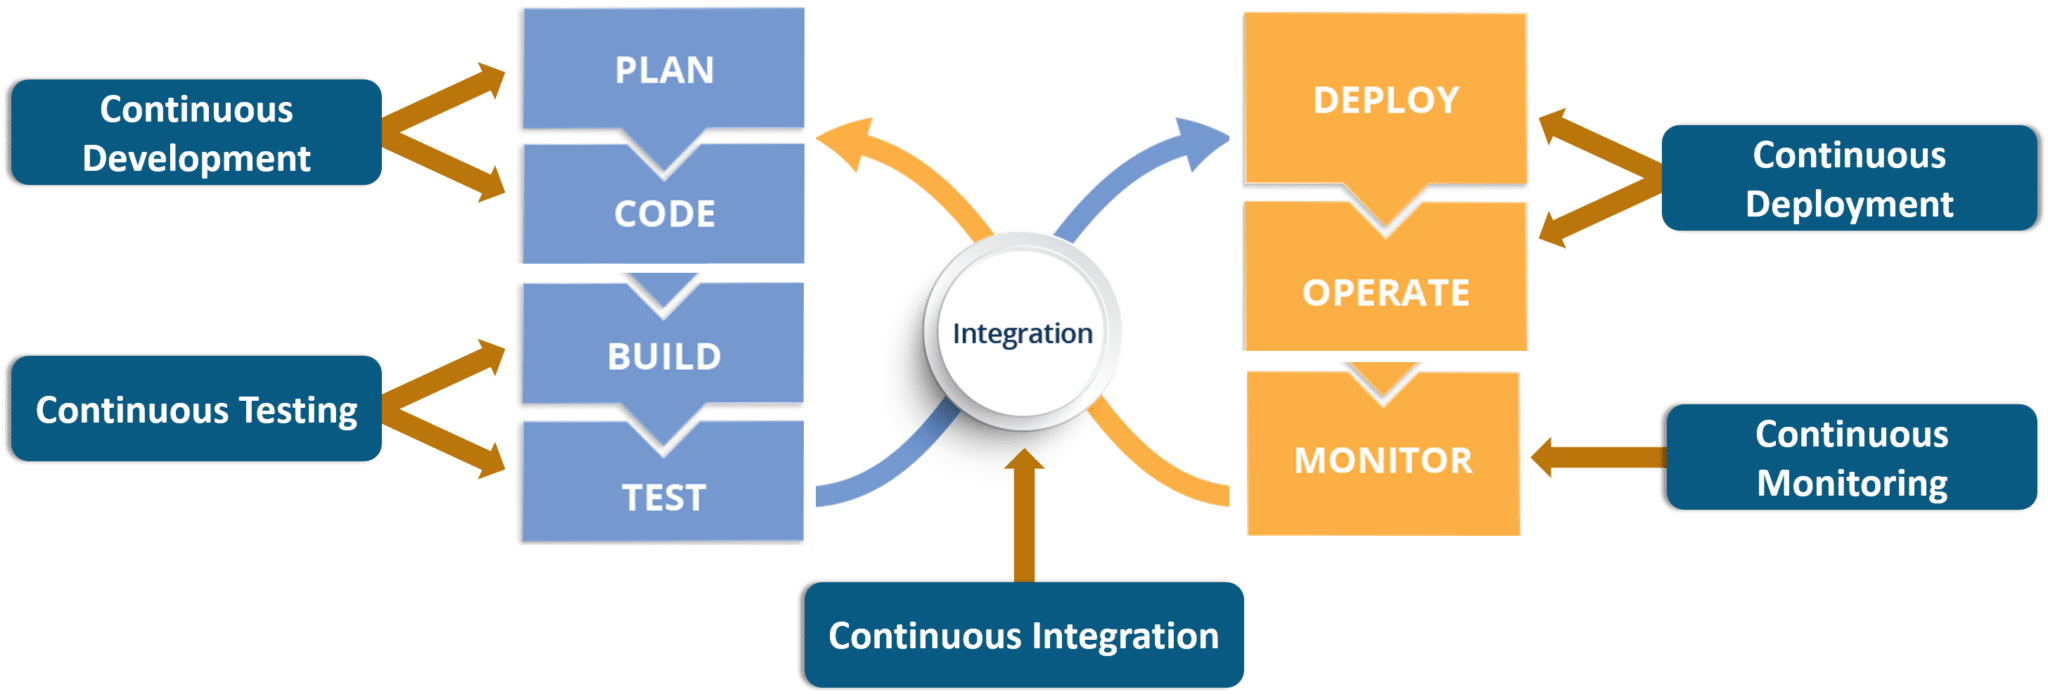 PLAN
Continuous
Development
CODE
BUILD
Continuous Testing
TEST
Integration
Continuous Integration
DEPLOY
Continuous
Deployment
OPERATE
MONITOR
Continuous
Monitoring